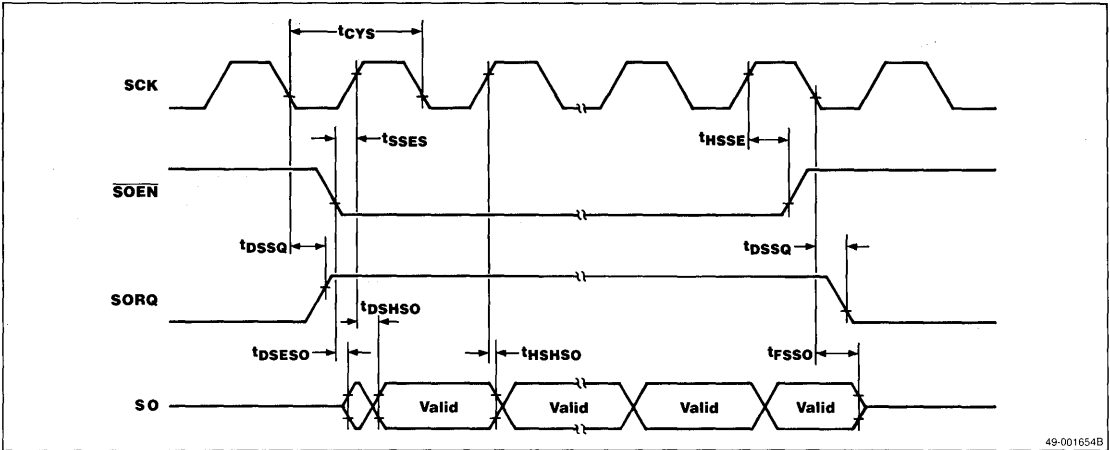 tCYS
SCK
tSSES
tHSSE
SOEN
tDSSQ
tDSSQ
SORQ
tDSHSO
tDSESO
tHSHSO
tFSSO
SO
Valid
Valid
Valid
Valid
49-001654B